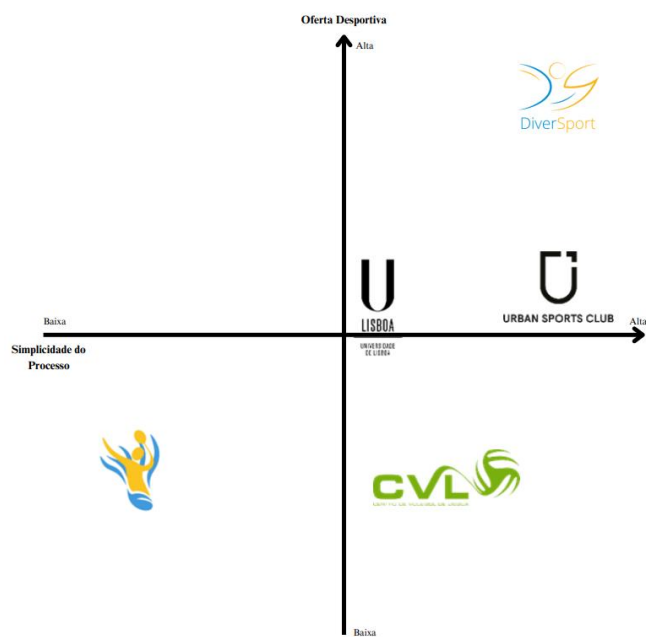 Oferta Desportiva
Alta
DiverSport
LISBOA
UNIVERSIDADE
DE LISBOA
URBAN SPORTS CLUB
Baixa
Alta
Simplicidade do
Processo
CVL
Baixa